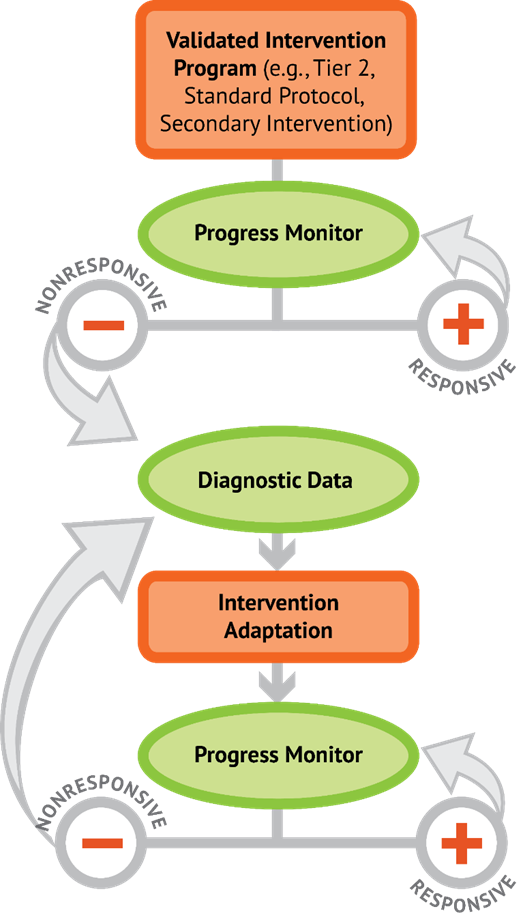 Validated Intervention
Program (e.g., Tier 2,
Standard Protocol,
Secondary Intervention)
Progress Monitor
NONRESPONSIVE
RESPONSIVE
Diagnostic Data
Intervention
Adaptation
Progress Monitor
NONRESPONSIVE
RESPONSIVE